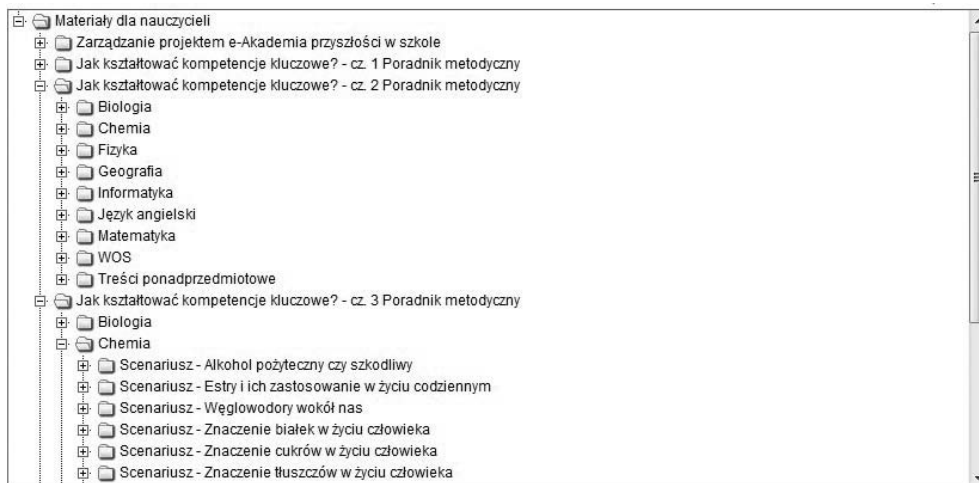 Materiały dla nauczycieli
Zarządzanie projektem e-Akademia przyszłości w szkole
Jak kształtować kompetencje kluczowe? - cz. 1 Poradnik metodyczny
Jak kształtować kompetencje kluczowe? - cz. 2 Poradnik metodyczny
Biologia
Chemia
Fizyka
Geografia
Informatyka
Język angielski
Matematyka
WOS
Treści ponadprzedmiotowe
Jak kształtować kompetencje kluczowe? - cz. 3 Poradnik metodyczny
Biologia
Chemia
Scenariusz - Alkohol pożyteczny czy szkodliwy
Scenariusz - Estry i ich zastosowanie w życiu codziennym
Scenariusz - Węglowodory wokół nas
Scenariusz - Znaczenie białek w życiu człowieka
Scenariusz - Znaczenie cukrów w życiu człowieka
Scenariusz - Znaczenie tłuszczów w życiu człowieka